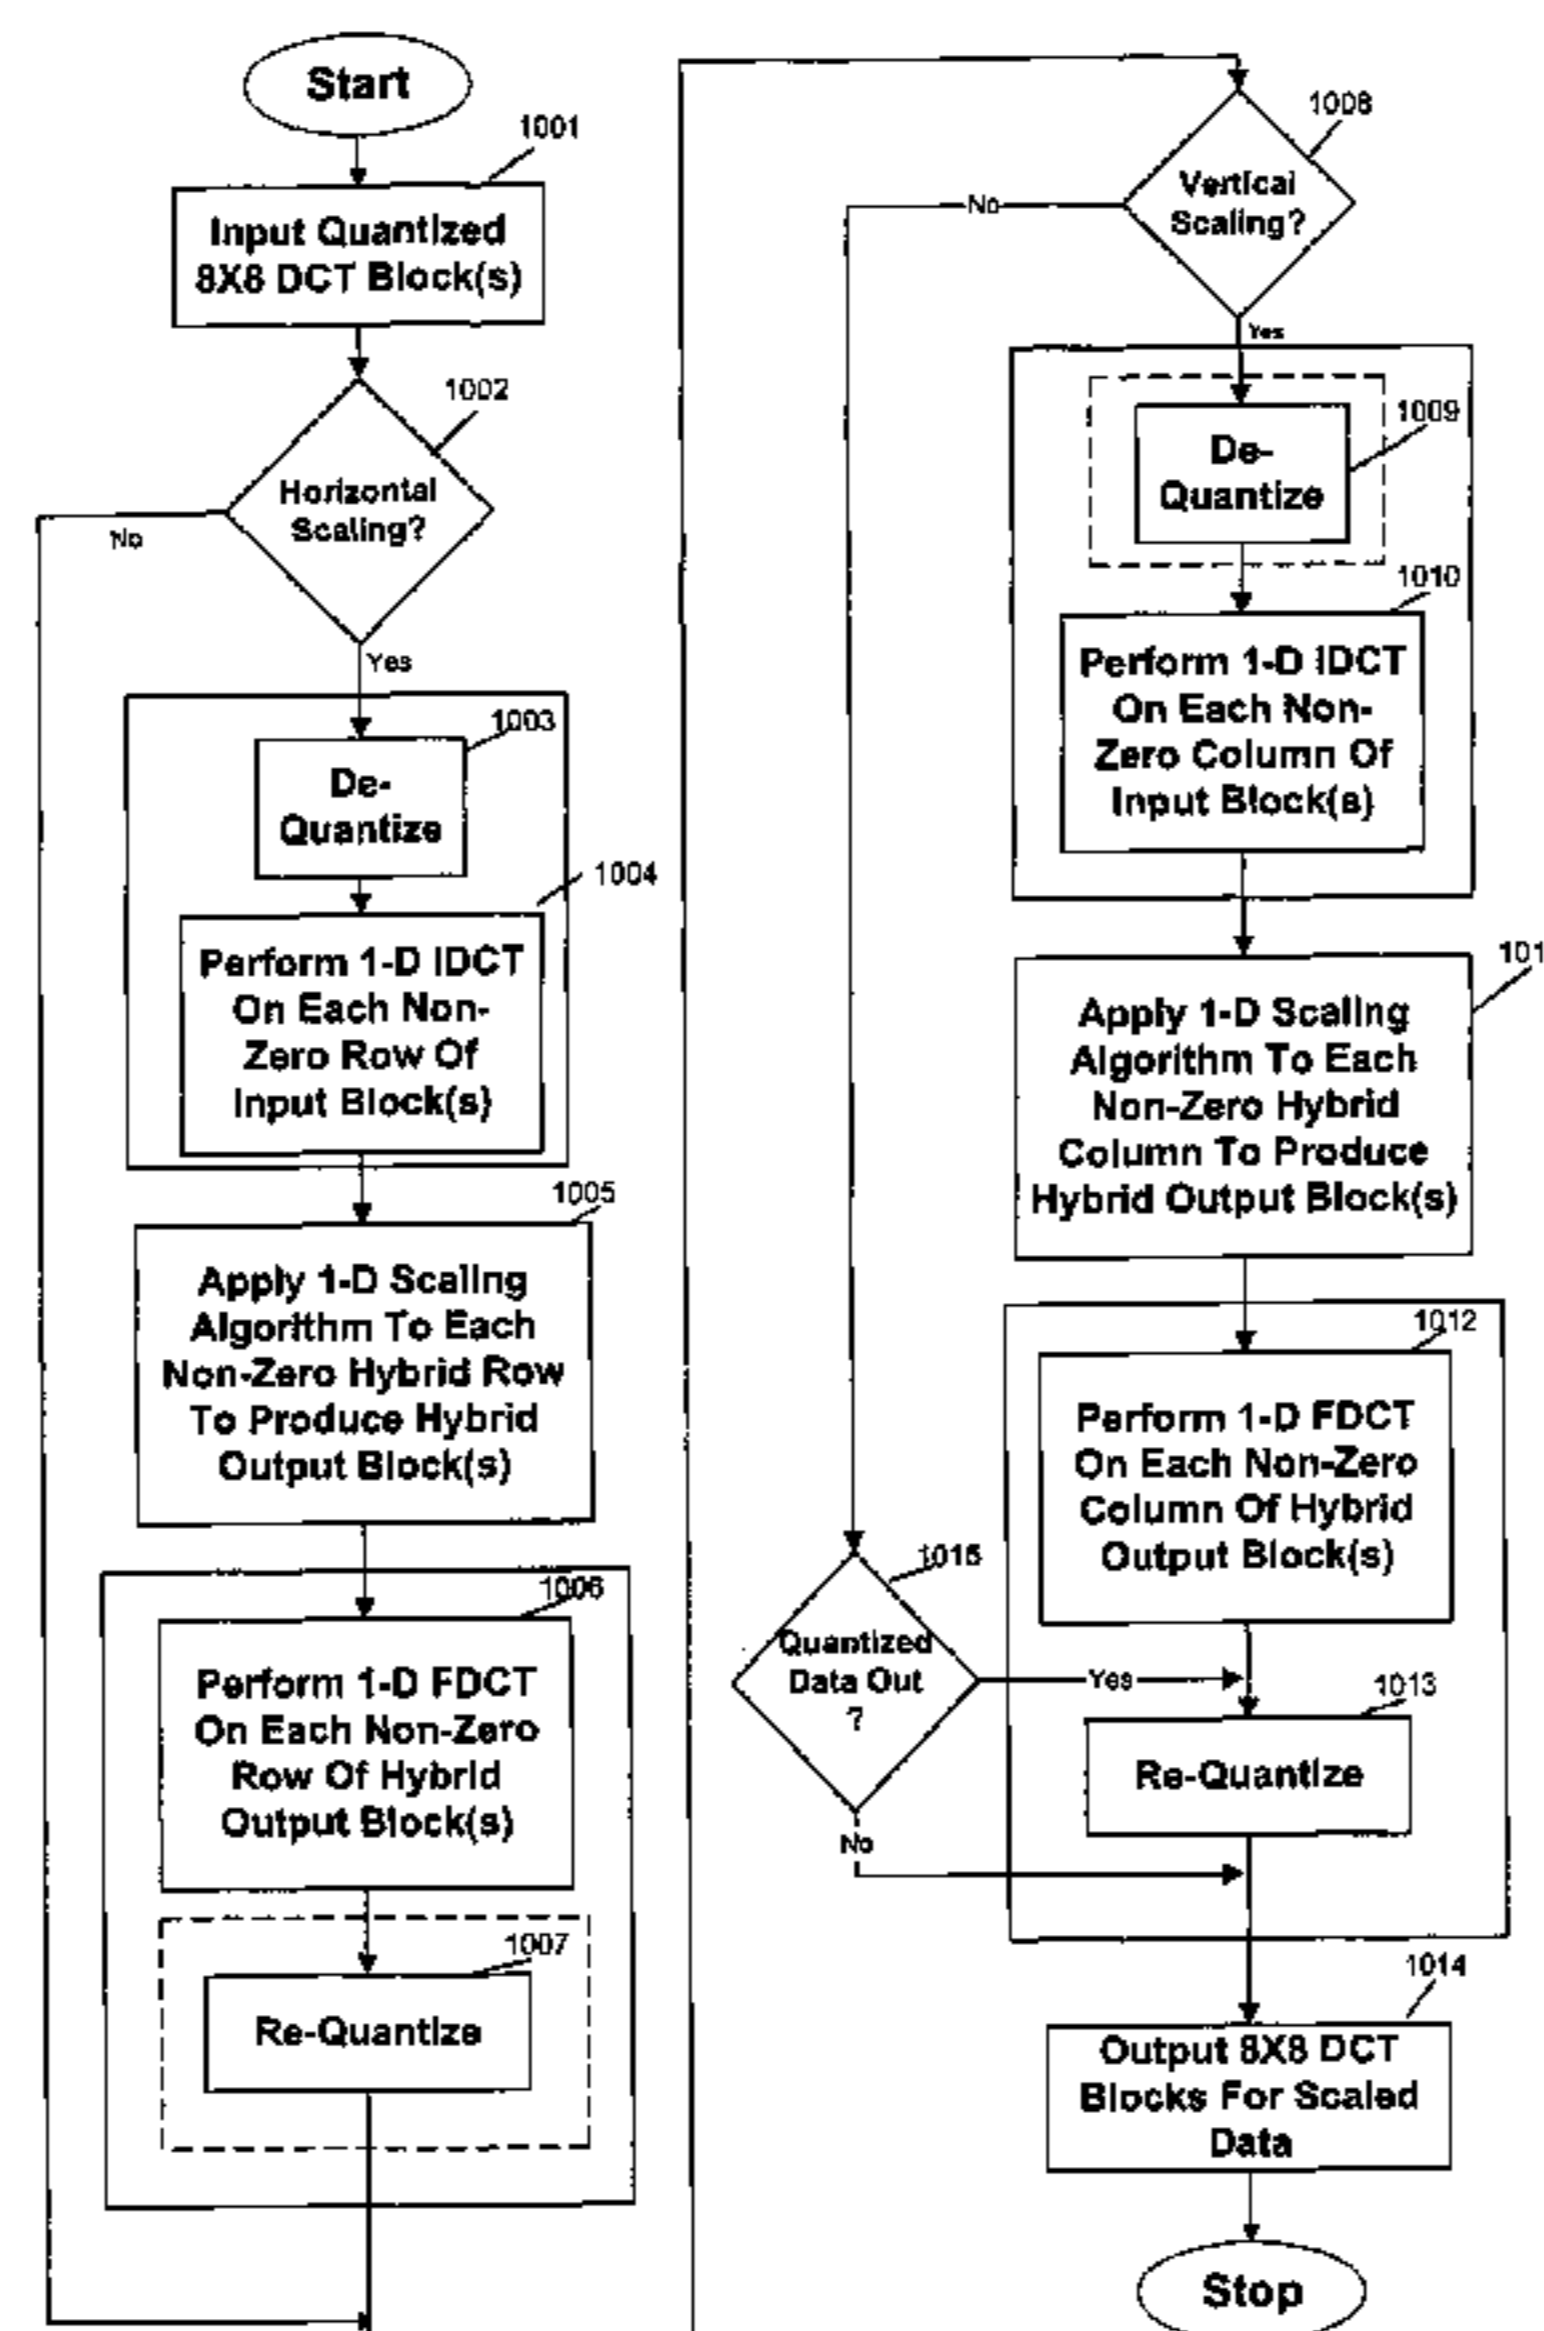 Start
1001
Input Quantized
8X8 DCT Block(s)
1002
Horizontal
Scaling?
No
Yes
1003
De-
Quantize
1004
Perform 1-D IDCT
On Each Non-
Zero Row Of
Input Block(s)
1005
Apply 1-D Scaling
Algorithm To Each
Non-Zero Hybrid Row
To Produce Hybrid
Output Block(s)
1006
Perform 1-D FDCT
On Each Non-Zero
Row Of Hybrid
Output Block(s)
1007
Re-Quantize
1008
Vertical
Scaling?
No
Yes
1009
De-
Quantize
1010
Perform 1-D IDCT
On Each Non-
Zero Column Of
Input Block(s)
101
Apply 1-D Scaling
Algorithm To Each
Non-Zero Hybrid
Column To Produce
Hybrid Output Block(s)
1012
Perform 1-D FDCT
On Each Non-Zero
Column Of Hybrid
Output Block(s)
1015
Quantized
Data Out
?
Yes
No
1013
Re-Quantize
1014
Output 8X8 DCT
Blocks For Scaled
Data
Stop